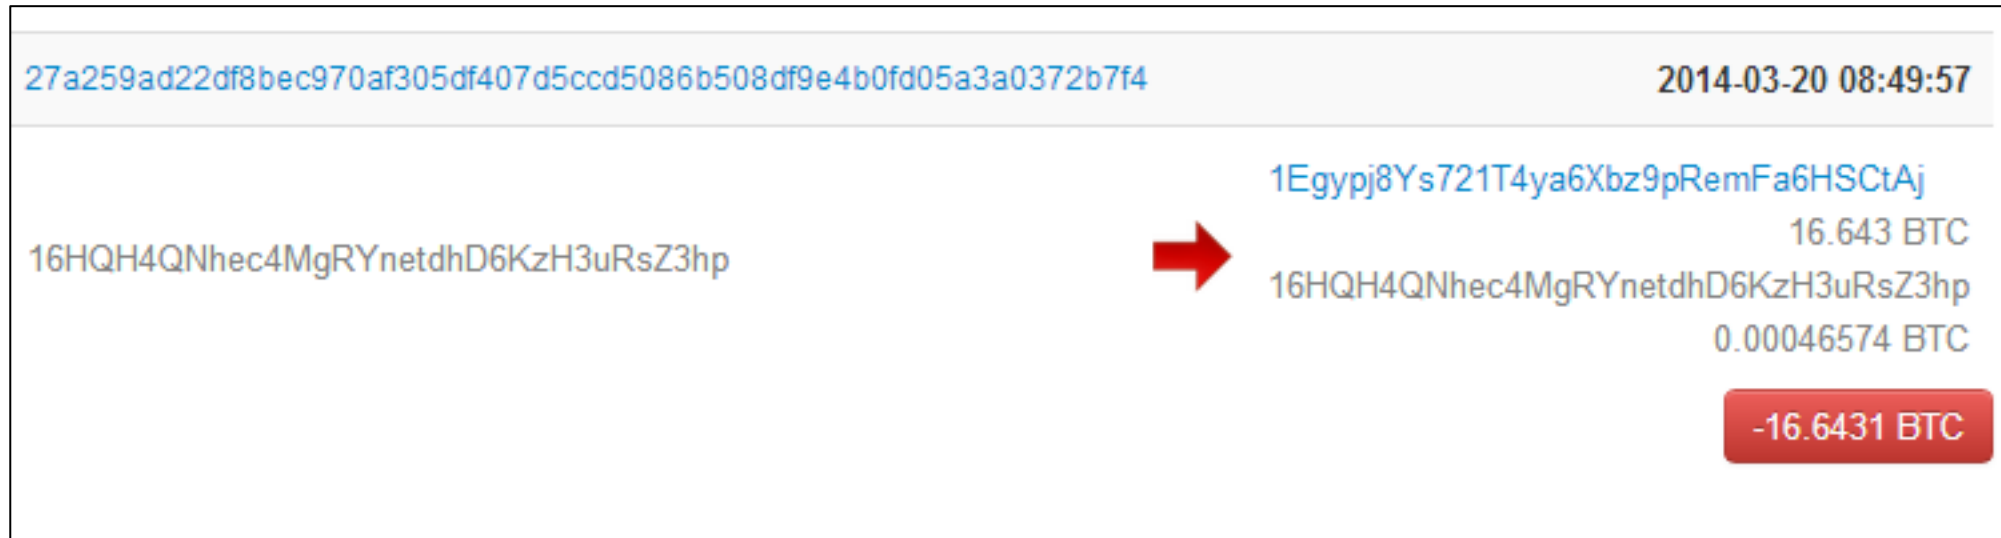 27a259ad22df8bec970af305df407d5ccd5086b508df9e4b0fd05a3a0372b7f4 2014-03-20 08:49:57
1Egypj8Ys721T4ya6Xbz9pRemFa6HSCtAj
16.643 BTC
16HQH4QNhec4MgRYnetdhD6KzH3uRsZ3hp
16HQH4QNhec4MgRYnetdhD6KzH3uRsZ3hp
0.00046574 BTC
-16.6431 BTC